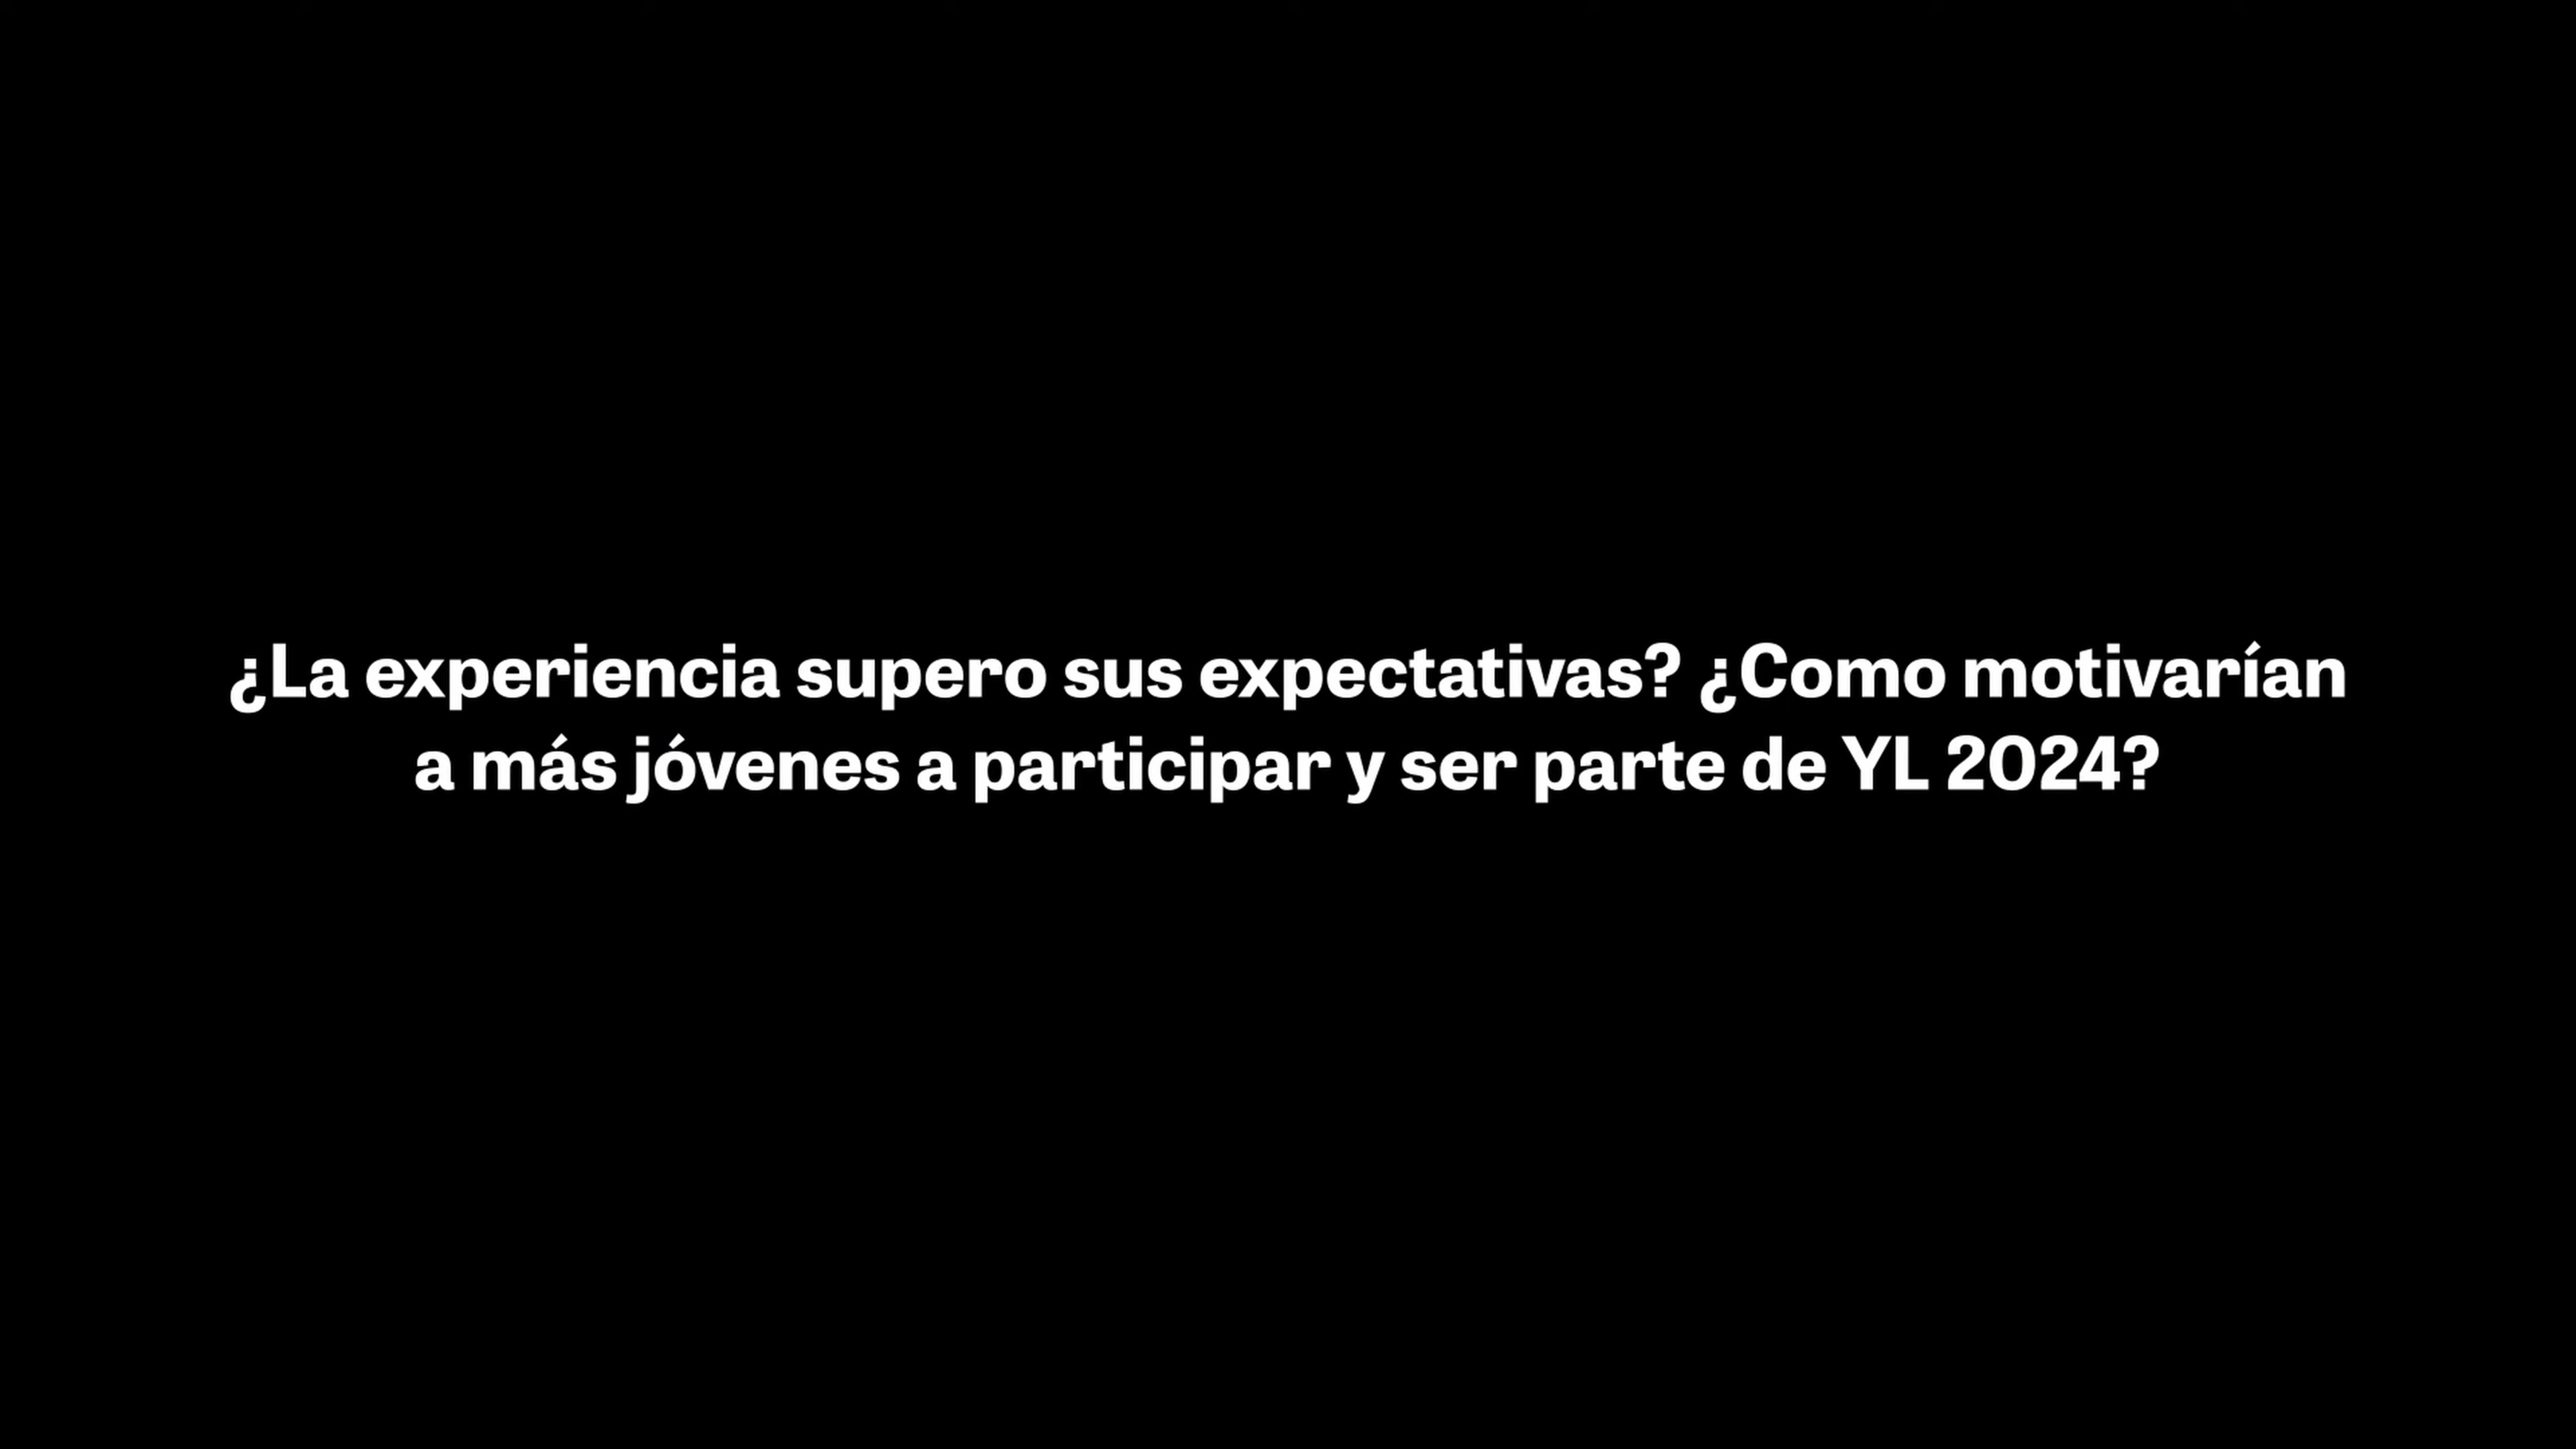 ¿La experiencia supero sus expectativas? ¿Como motivarían
a más jóvenes a participar y ser parte de YL 2024?